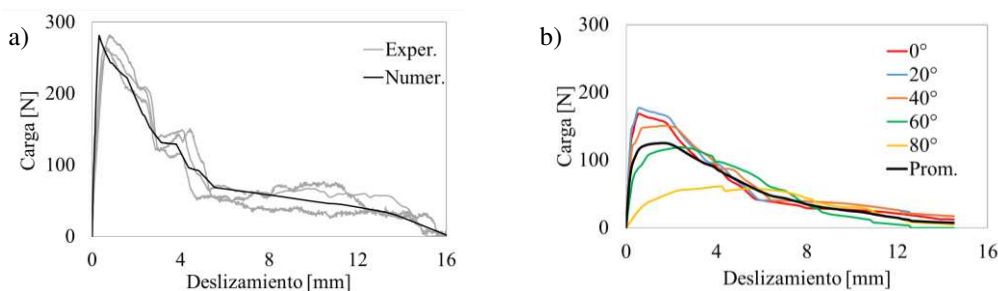 a)
300
200
100
0
Carga [N]
0 4 8 12 16
Deslizamiento [mm]
Exper.
Numer.
b)
300
200
100
0
Carga [N]
0 4 8 12 16
Deslizamiento [mm]
0°
20°
40°
60°
80°
Prom.